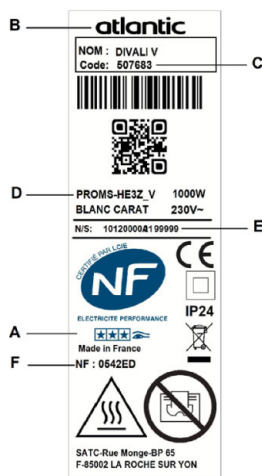 B
atlantic
NOM : DIVALI V
Code: 507683
C
D
PROMS-HE3Z_V 1000W
BLANC CARAT 230V~
N/S: 10120000A199999
E
CERTIFIÉ PAR LCIE
NF
CE
ELECTRICITE PERFORMANCE
IP24
A
Made in France
F
NF : 0542ED
SATC-Rue Monge-BP 65
F-85002 LA ROCHE SUR YON